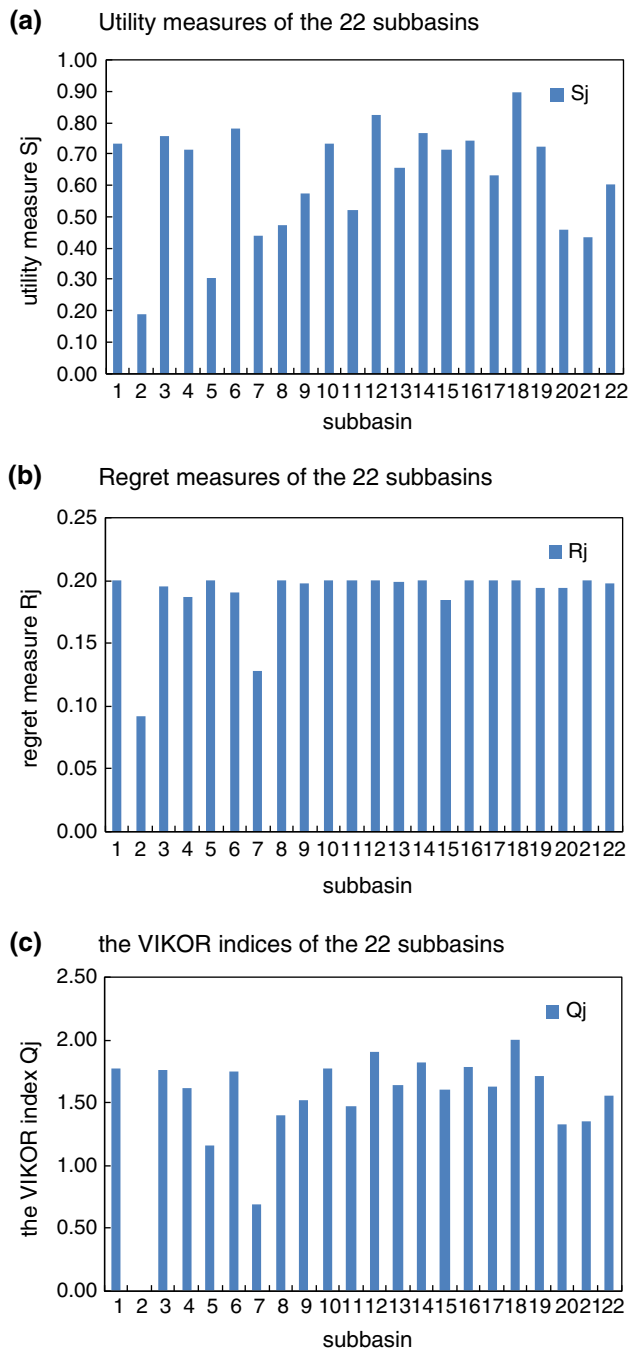 (a) Utility measures of the 22 subbasins
1.00
0.90
0.80
0.70
0.60
0.50
0.40
0.30
0.20
0.10
0.00
utility measure Sj
Sj
1 2 3 4 5 6 7 8 9 10 11 12 13 14 15 16 17 18 19 20 21 22
subbasin
(b) Regret measures of the 22 subbasins
0.25
0.20
0.15
0.10
0.05
0.00
regret measure Rj
Rj
1 2 3 4 5 6 7 8 9 10 11 12 13 14 15 16 17 18 19 20 21 22
subbasin
(c) the VIKOR indices of the 22 subbasins
2.50
2.00
1.50
1.00
0.50
0.00
the VIKOR index Qj
Qj
1 2 3 4 5 6 7 8 9 10 11 12 13 14 15 16 17 18 19 20 21 22
subbasin